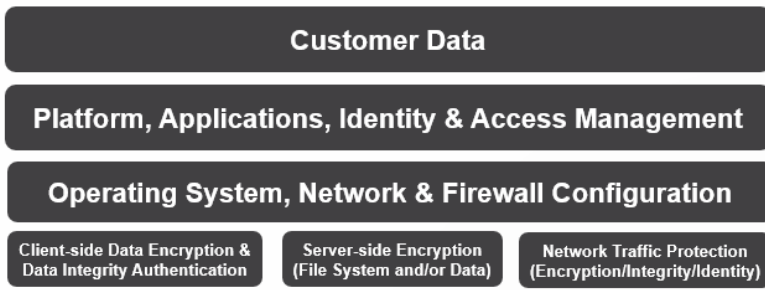 Customer Data
Platform, Applications, Identity & Access Management
Operating System, Network & Firewall Configuration
Client-side Data Encryption &
Data Integrity Authentication
Server-side Encryption
(File System and/or Data)
Network Traffic Protection
(Encryption/Integrity/Identity)